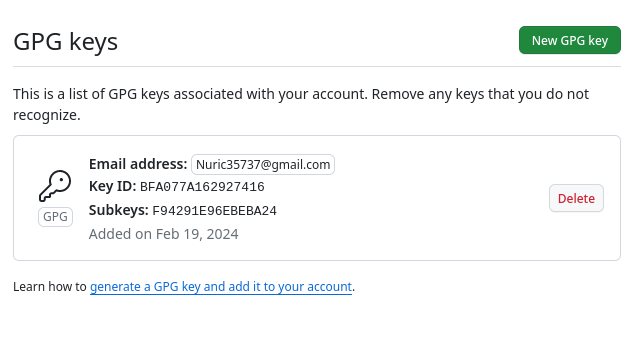 GPG keys
New GPG key
This is a list of GPG keys associated with your account. Remove any keys that you do not
recognize.
Email address: Nuric35737@gmail.com
Key ID: BFA077A162927416
Subkeys: F94291E96EBEBA24
Added on Feb 19, 2024
GPG
Delete
Learn how to generate a GPG key and add it to your account.